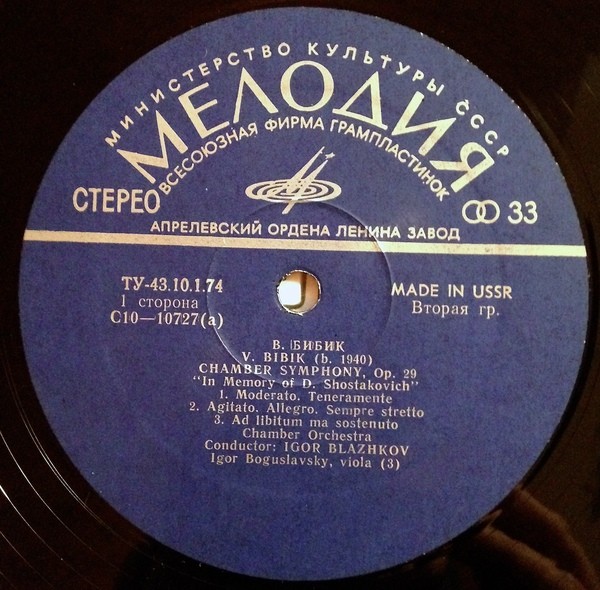 МИНИСТЕРСТВО КУЛЬТУРЫ СССР
МЕЛОДИЯ
ВСЕСОЮЗНАЯ ФИРМА ГРАМПЛАСТИНОК
СТЕРЕО
33
АПРЕЛЕВСКИЙ ОРДЕНА ЛЕНИНА ЗАВОД
ТУ-43.10.1.74
MADE IN USSR
I сторона
Вторая гр.
С10—10727(а)
В. БИБИК
V. BIBIK (b. 1940)
CHAMBER SYMPHONY, Op. 29
"In Memory of D. Shostakovich"
1. Moderato. Teneramente
2. Agitato. Allegro. Sempre stretto
3. Ad libitum ma sostenuto
Chamber Orchestra
Conductor: IGOR BLAZHKOV
Igor Boguslavsky, viola (3)